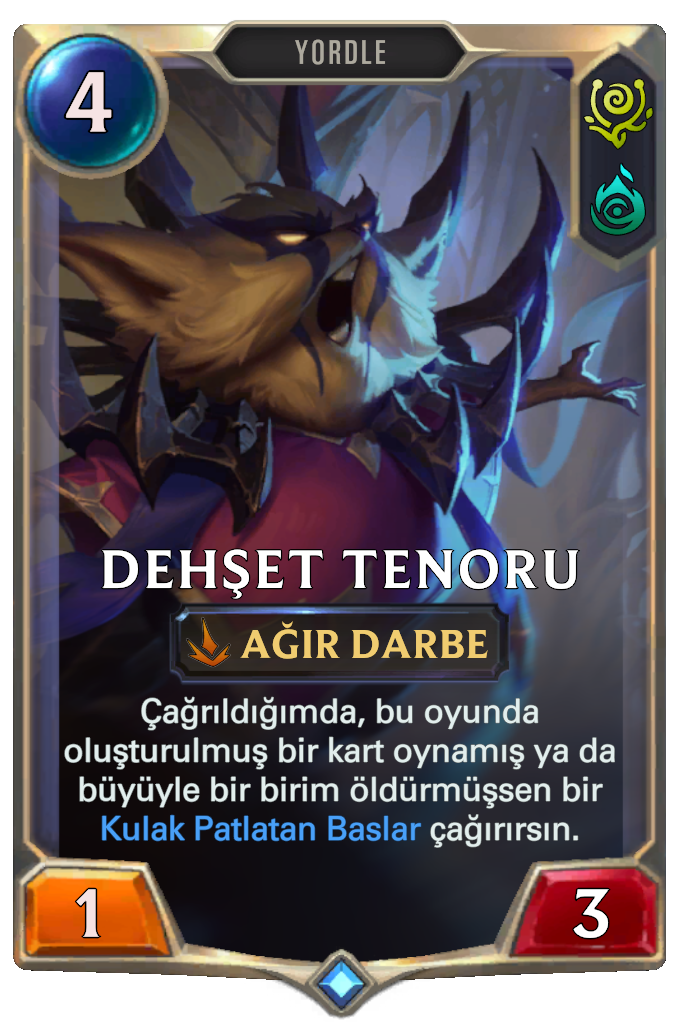 YORDLE
4
DEHŞET TENORU
AĞIR DARBE
Çağrıldığımda, bu oyunda
oluşturulmuş bir kart oynamış ya da
büyüyle bir birim öldürmüşsen bir
Kulak Patlatan Baslar çağırırsın.
1
3